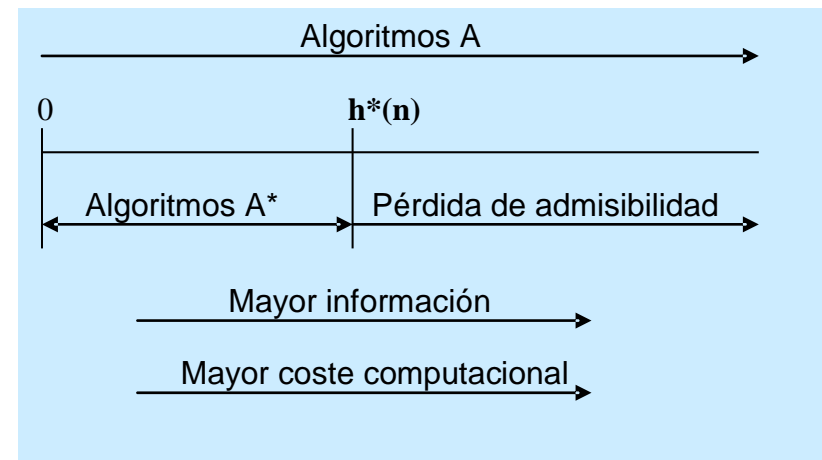 Algoritmos A
0 h*(n)
Algoritmos A* Pérdida de admisibilidad
Mayor información
Mayor coste computacional